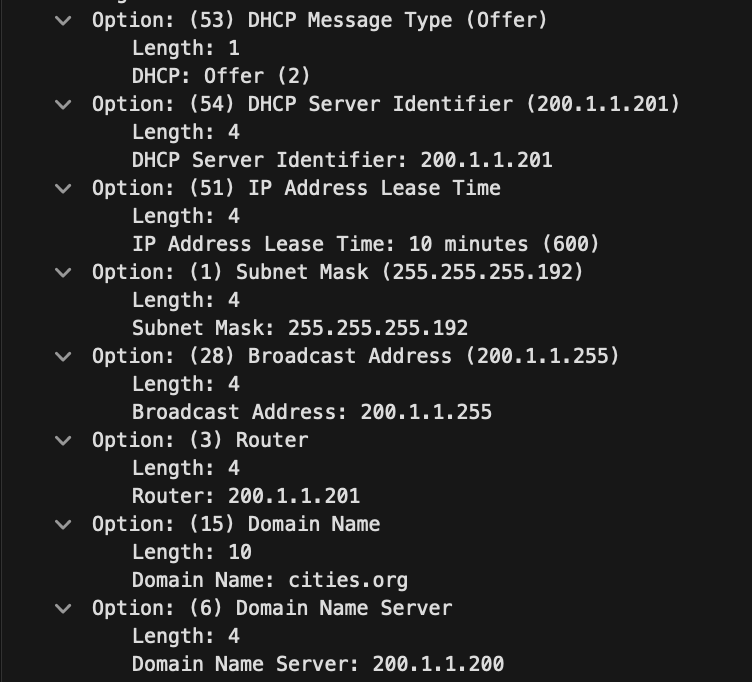 Option: (53) DHCP Message Type (Offer)
Length: 1
DHCP: Offer (2)
Option: (54) DHCP Server Identifier (200.1.1.201)
Length: 4
DHCP Server Identifier: 200.1.1.201
Option: (51) IP Address Lease Time
Length: 4
IP Address Lease Time: 10 minutes (600)
Option: (1) Subnet Mask (255.255.255.192)
Length: 4
Subnet Mask: 255.255.255.192
Option: (28) Broadcast Address (200.1.1.255)
Length: 4
Broadcast Address: 200.1.1.255
Option: (3) Router
Length: 4
Router: 200.1.1.201
Option: (15) Domain Name
Length: 10
Domain Name: cities.org
Option: (6) Domain Name Server
Length: 4
Domain Name Server: 200.1.1.200